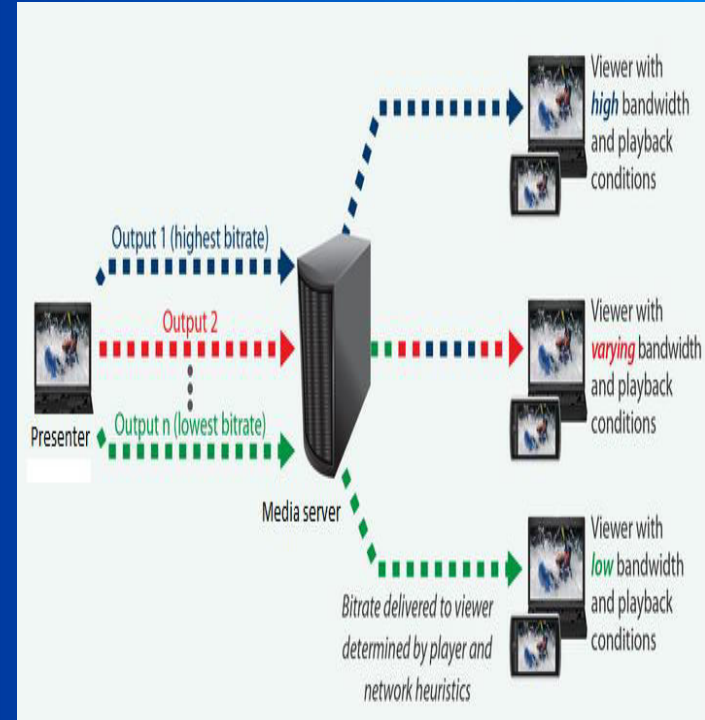 Viewer with
high bandwidth
and playback
conditions
Output 1 (highest bitrate)
Output 2
Output n (lowest bitrate)
Presenter
Media server
Viewer with
varying bandwidth
and playback
conditions
Viewer with
low bandwidth
and playback
conditions
Bitrate delivered to viewer
determined by player and
network heuristics